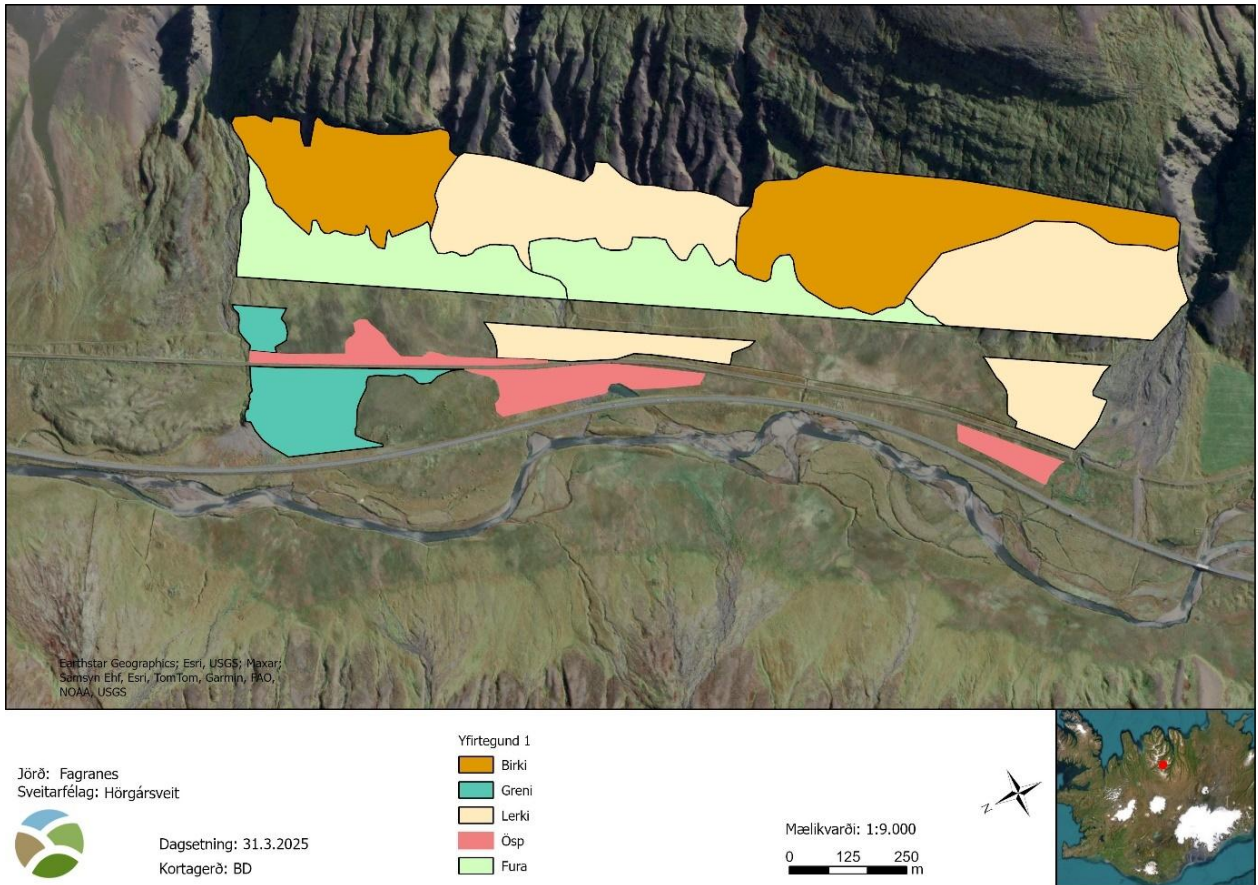 Earthstar Geographics; Esri, USGS; Maxar;
Samsyn Ehf, Esri, TomTom, Garmin, FAO,
NOAA, USGS
Jörð: Fagranes
Sveitarfélag: Hörgársveit
Dagsetning: 31.3.2025
Kortagerð: BD
Yfirtegund 1
Birki
Greni
Lerki
Ösp
Fura
N
Mælikvarði: 1:9.000
0 125 250
m